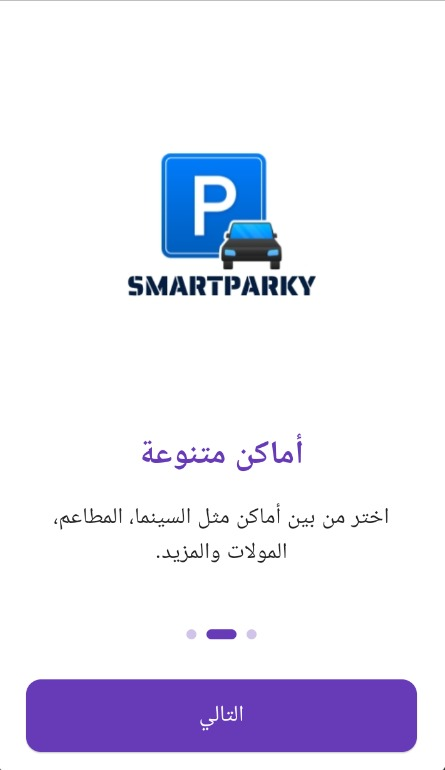 P
SMARTPARKY
أماكن متنوعة
اختر من بين أماكن مثل السينما، المطاعم،
المولات والمزيد.
التالي